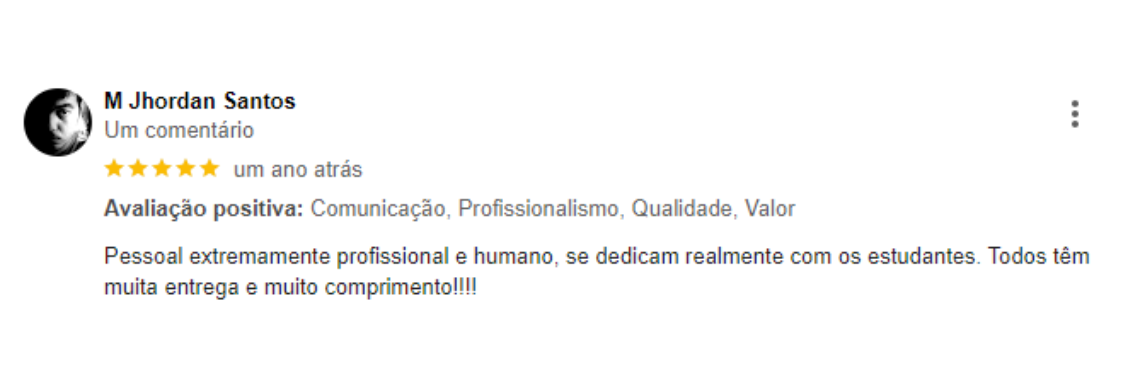 M Jhordan Santos
Um comentário
um ano atrás
Avaliação positiva: Comunicação, Profissionalismo, Qualidade, Valor
Pessoal extremamente profissional e humano, se dedicam realmente com os estudantes. Todos têm
muita entrega e muito comprimento!!!!